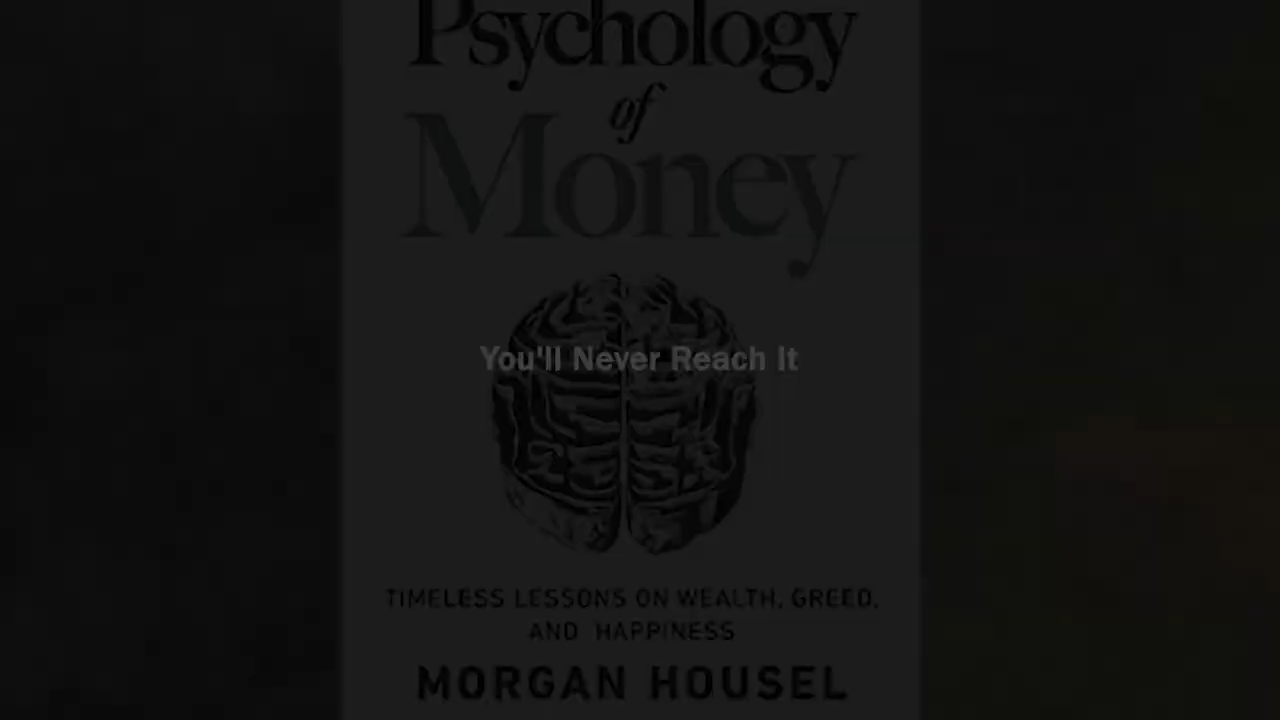 Psychology
of
Money
You'll Never Reach It
TIMELESS LESSONS ON WEALTH, GREED,
AND HAPPINESS
MORGAN HOUSEL